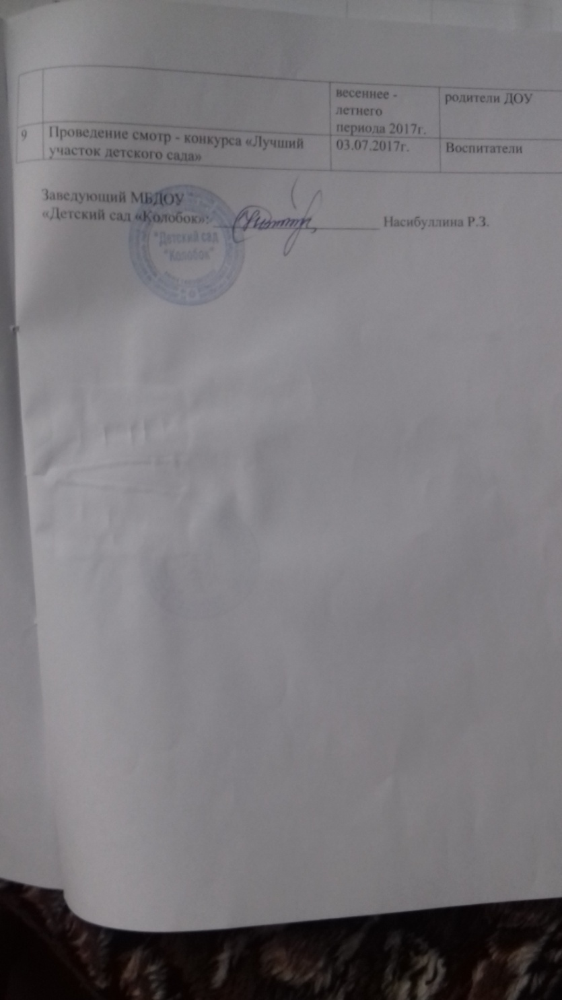 весеннее -
летнего
периода 2017г.
родители ДОУ
9
Проведение смотр - конкурса «Лучший
участок детского сада»
03.07.2017г.
Воспитатели
Заведующий МБДОУ
«Детский сад «Колобок»: Насибуллина Р.З.
"Детский сад
"Колобок"